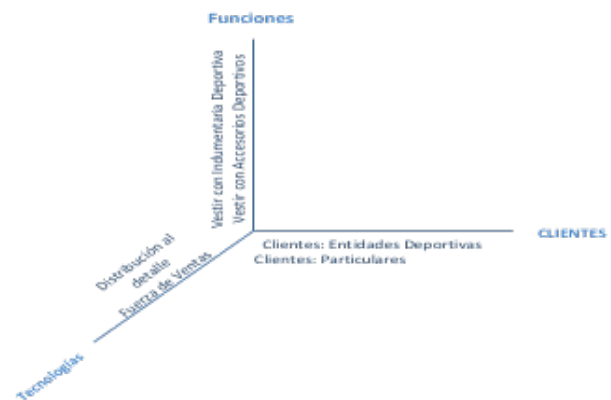 Funciones
Vestir con Indumentaria Deportiva
Vestir con Accesorios Deportivos
CLIENTES
Clientes: Entidades Deportivas
Clientes: Particulares
Distribución al
detalle
Fuerza de Ventas
Tecnologías